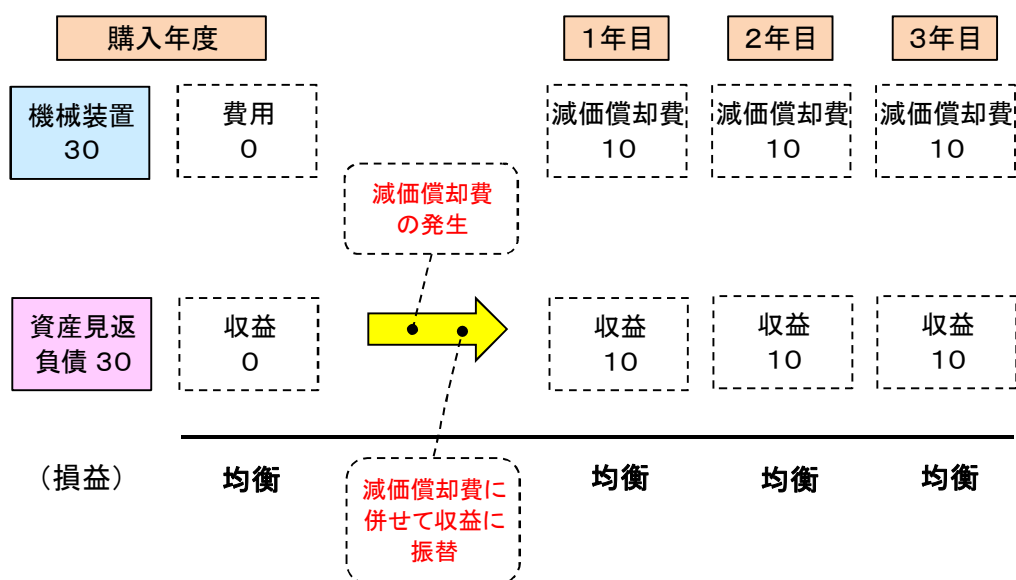 購入年度
1年目
2年目
3年目
機械装置
30
費用
0
減価償却費
10
減価償却費
10
減価償却費
10
減価償却費
の発生
資産見返
負債 30
収益
0
収益
10
収益
10
収益
10
(損益)
均衡
均衡
均衡
均衡
減価償却費に
併せて収益に
振替